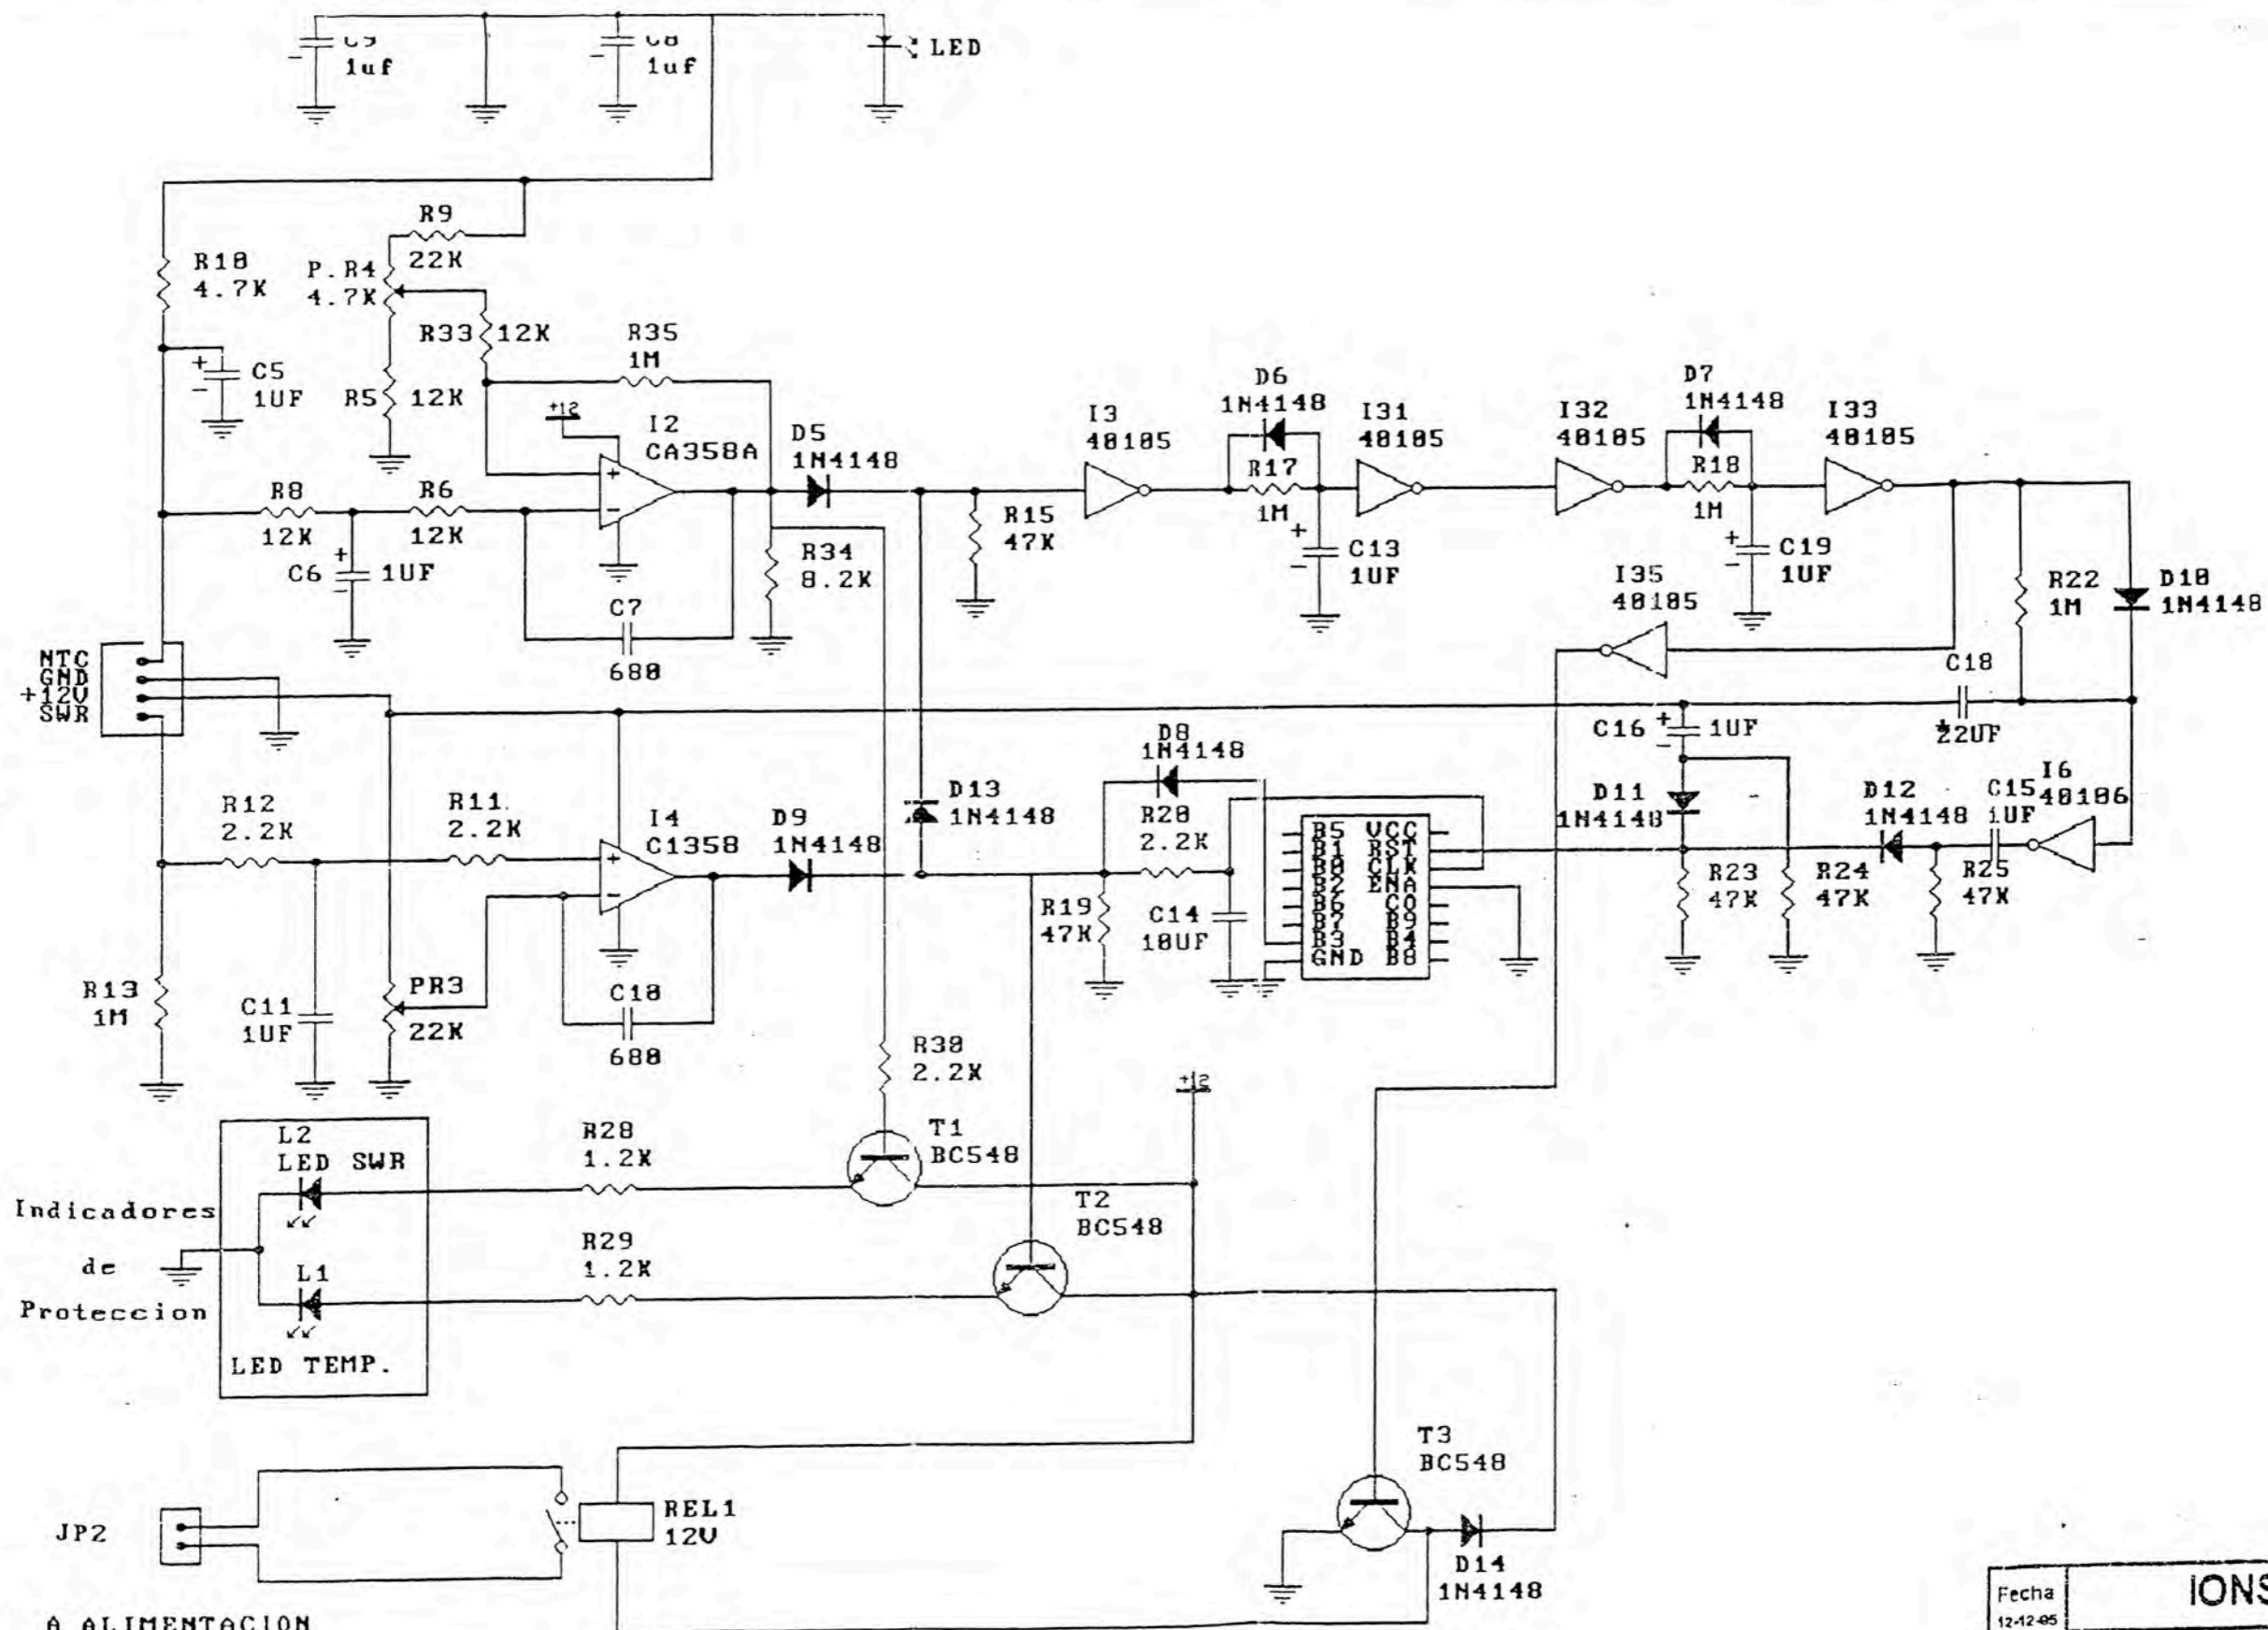 1uf
1uf
LED
R9
22K
R10
4.7K
P.R4
4.7K
R33
12K
R35
1M
C5
1UF
R5
12K
+12
I2
CA358A
D5
1N4148
I3
40105
D6
1N4148
R17
1M
I31
40105
I32
40105
D7
1N4148
R18
1M
I33
40105
R8
12K
R6
12K
C6
1UF
R34
8.2K
R15
47K
C13
1UF
C19
1UF
I35
40105
R22
1M
D10
1N4148
C7
680
NTC
GND
+12V
SWR
C18
22UF
C16
1UF
D8
1N4148
D13
1N4148
R12
2.2K
R11
2.2K
I4
C1358
D9
1N4148
R20
2.2K
R5 VCC
B1 RST
B0 CLK
B2 ENA
B6 CO
B7 B9
B3 B4
GND B8
D11
1N4148
D12
1N4148
C15
1UF
I6
40106
R19
47K
C14
10UF
R23
47K
R24
47K
R25
47K
R13
1M
C11
1UF
PR3
22K
C10
680
R30
2.2K
+12
L2
LED SWR
R28
1.2K
T1
BC548
T2
BC548
Indicadores
de
Proteccion
L1
LED TEMP.
R29
1.2K
T3
BC548
JP2
REL1
12V
D14
1N4148
A ALIMENTACION
Fecha
12-12-95